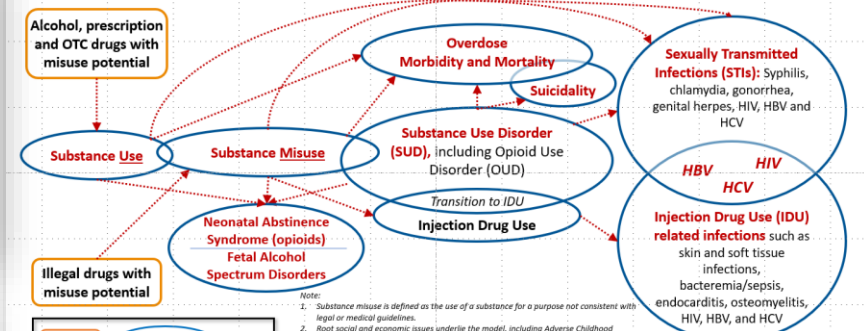 Alcohol, prescription
and OTC drugs with
misuse potential
Overdose
Morbidity and Mortality
Suicidality
Sexually Transmitted
Infections (STIs): Syphilis,
chlamydia, gonorrhea,
genital herpes, HIV, HBV and
HCV
Substance Use
Substance Misuse
Substance Use Disorder
(SUD), including Opioid Use
Disorder (OUD)
HBV
HIV
HCV
Transition to IDU
Injection Drug Use
Neonatal Abstinence
Syndrome (opioids)
Fetal Alcohol
Spectrum Disorders
Injection Drug Use (IDU)
related infections such as
skin and soft tissue
infections,
bacteremia/sepsis,
endocarditis, osteomyelitis,
HIV, HBV, and HCV
Illegal drugs with
misuse potential
Note:
1. Substance misuse is defined as the use of a substance for a purpose not consistent with
legal or medical guidelines.
2. Root social and economic issues underlie the model, including Adverse Childhood